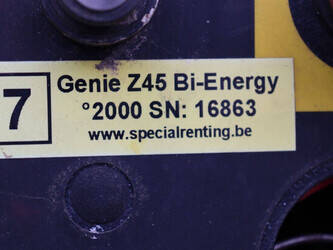 7
Genie Z45 Bi-Energy
°2000 SN: 16863
www.specialrenting.be